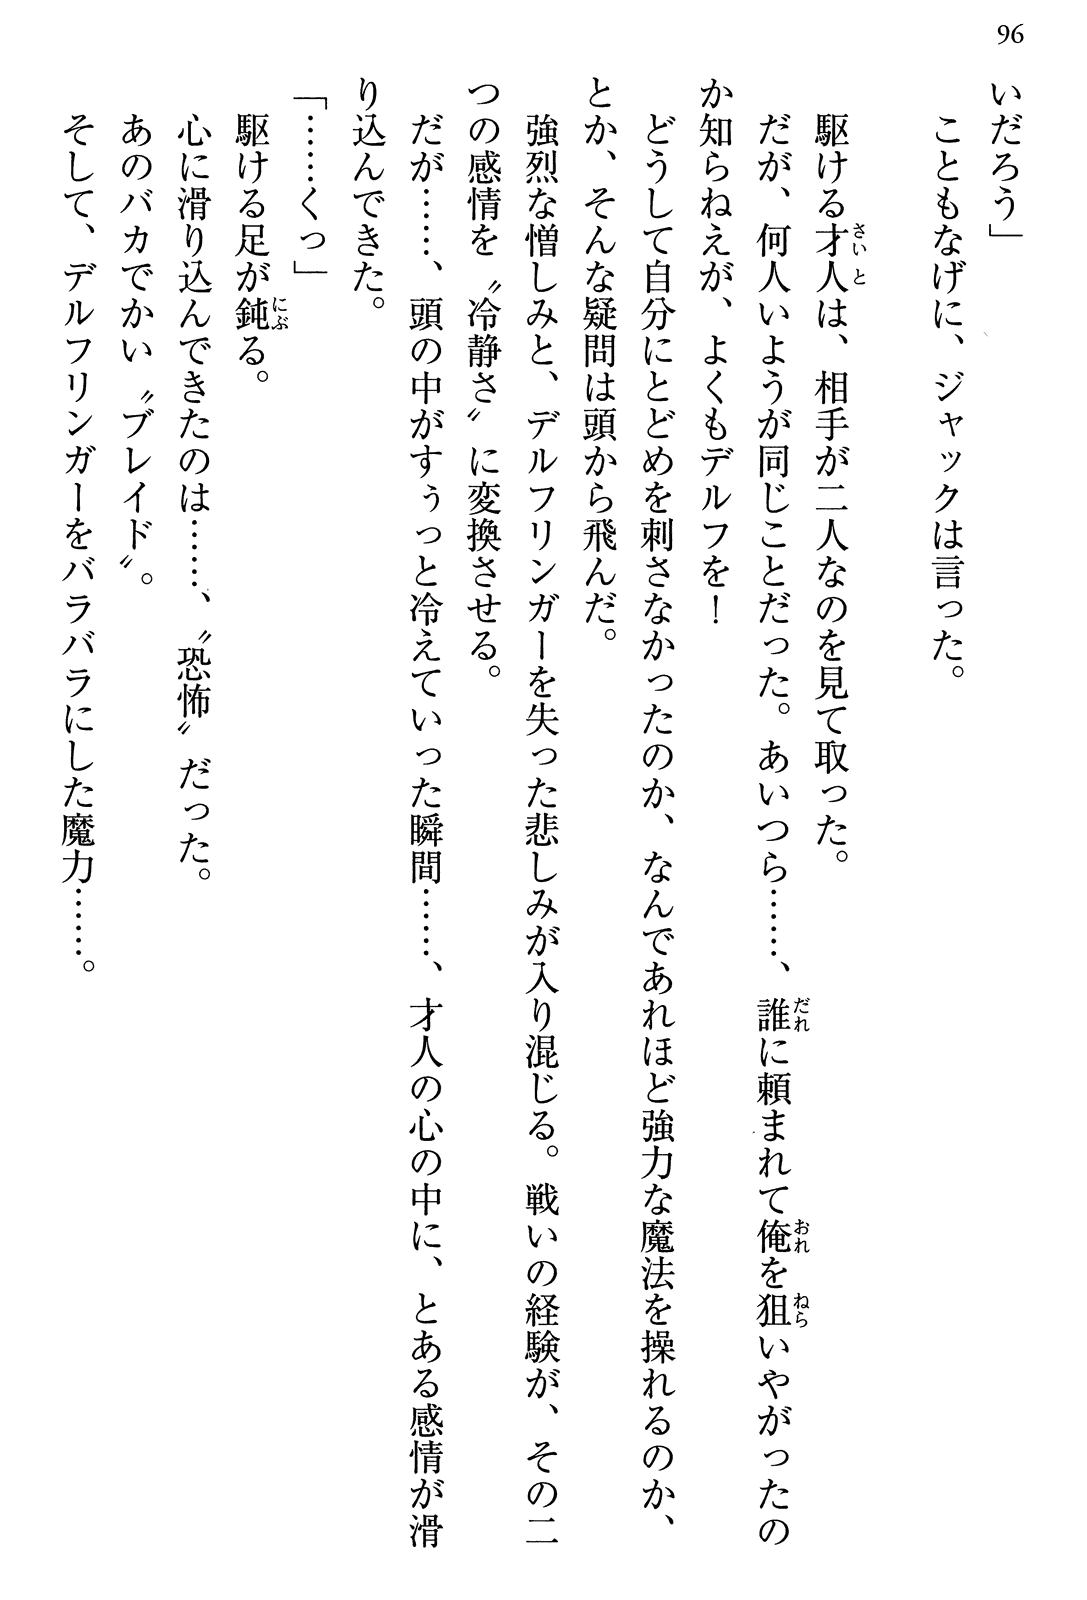 96
いだろう」
こともなげに、ジャックは言った。
駆ける才人は、相手が二人なのを見て取った。
だが、何人いようが同じことだった。あいつら……、誰に頼まれて俺を狙いやがったの
か知らねえが、よくもデルフを！
どうして自分にとどめを刺さなかったのか、なんであれほど強力な魔法を操れるのか、
とか、そんな疑問は頭から飛んだ。
強烈な憎しみと、デルフリンガーを失った悲しみが入り混じる。戦いの経験が、その二
つの感情を〝冷静さ〟に変換させる。
だが……、頭の中がすぅっと冷えていった瞬間……、才人の心の中に、とある感情が滑
り込んできた。
「……くっ」
駆ける足が鈍る。
心に滑り込んできたのは……、〝恐怖〟だった。
あのバカでかい〝ブレイド〟。
そして、デルフリンガーをバラバラにした魔力……。